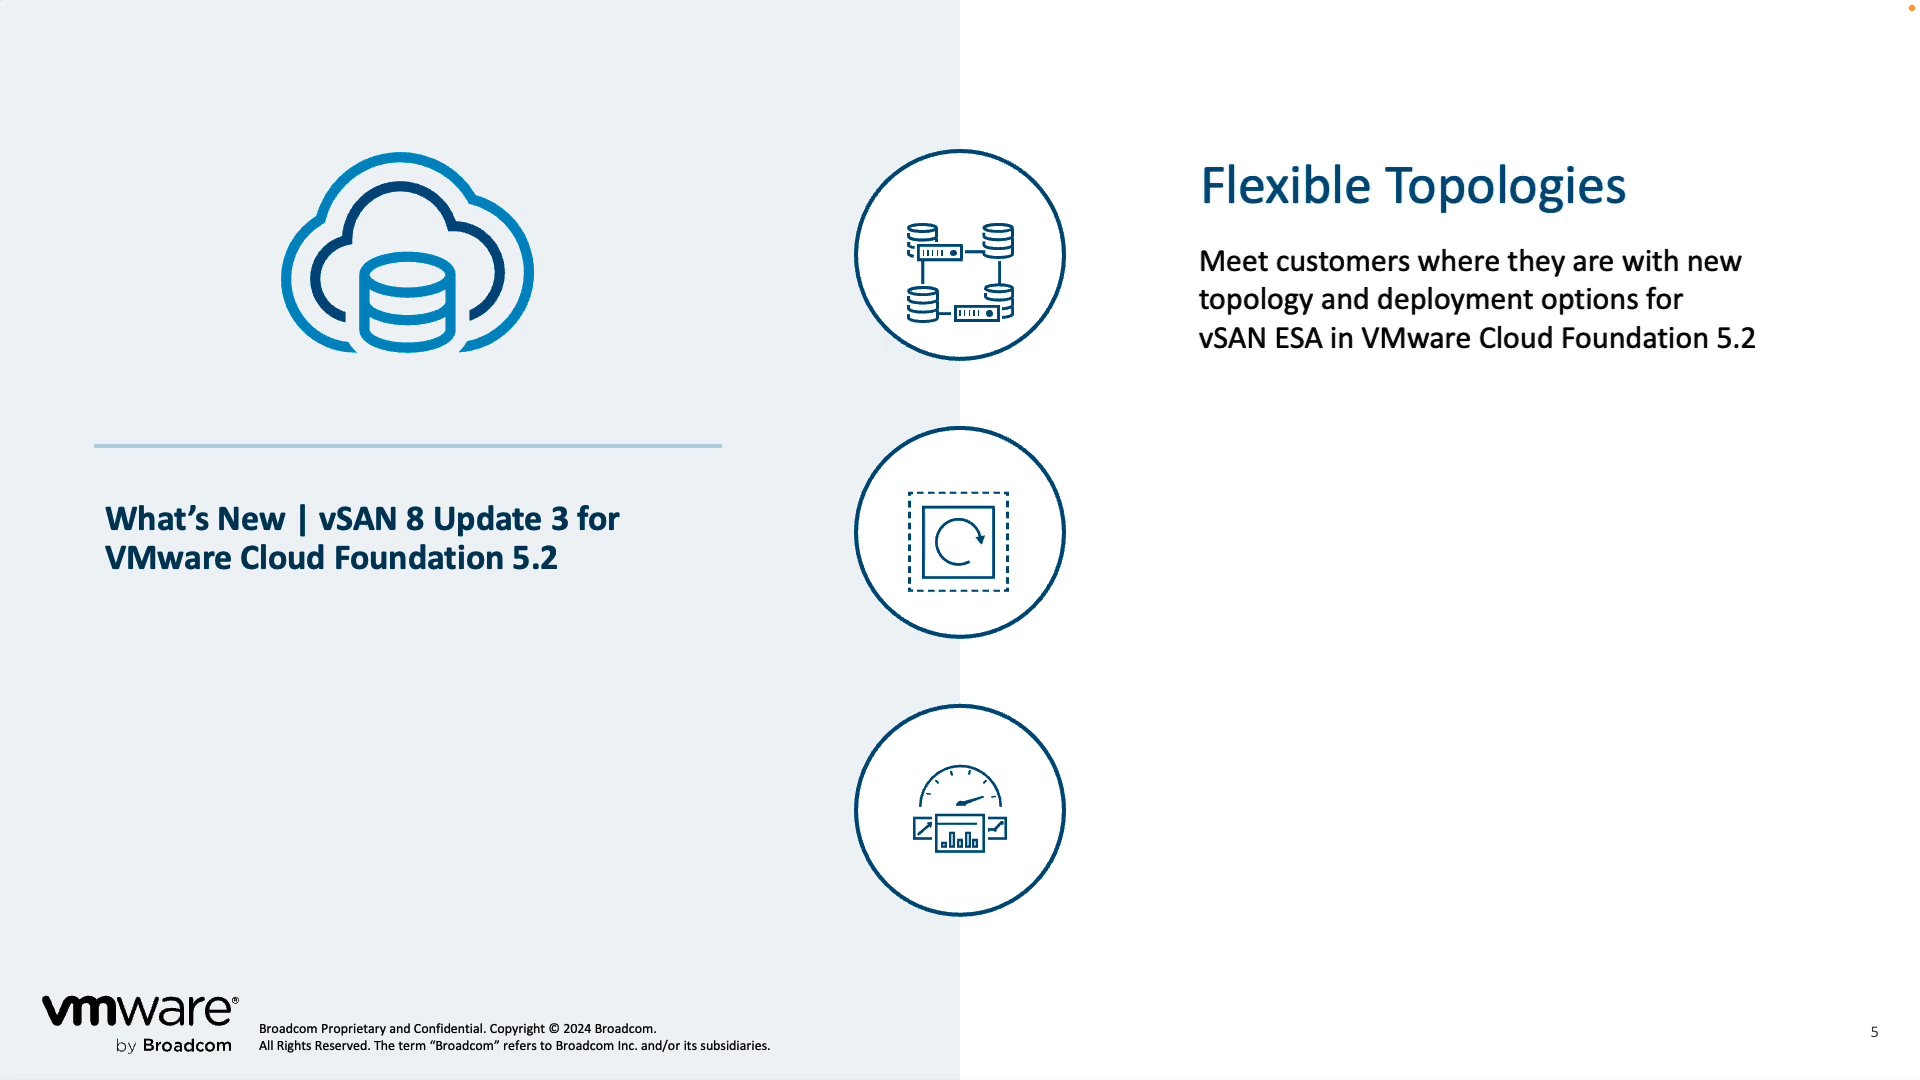 Flexible Topologies
Meet customers where they are with new
topology and deployment options for
vSAN ESA in VMware Cloud Foundation 5.2
What’s New | vSAN 8 Update 3 for
VMware Cloud Foundation 5.2
vmware®
by Broadcom
Broadcom Proprietary and Confidential. Copyright © 2024 Broadcom.
All Rights Reserved. The term “Broadcom” refers to Broadcom Inc. and/or its subsidiaries.
5